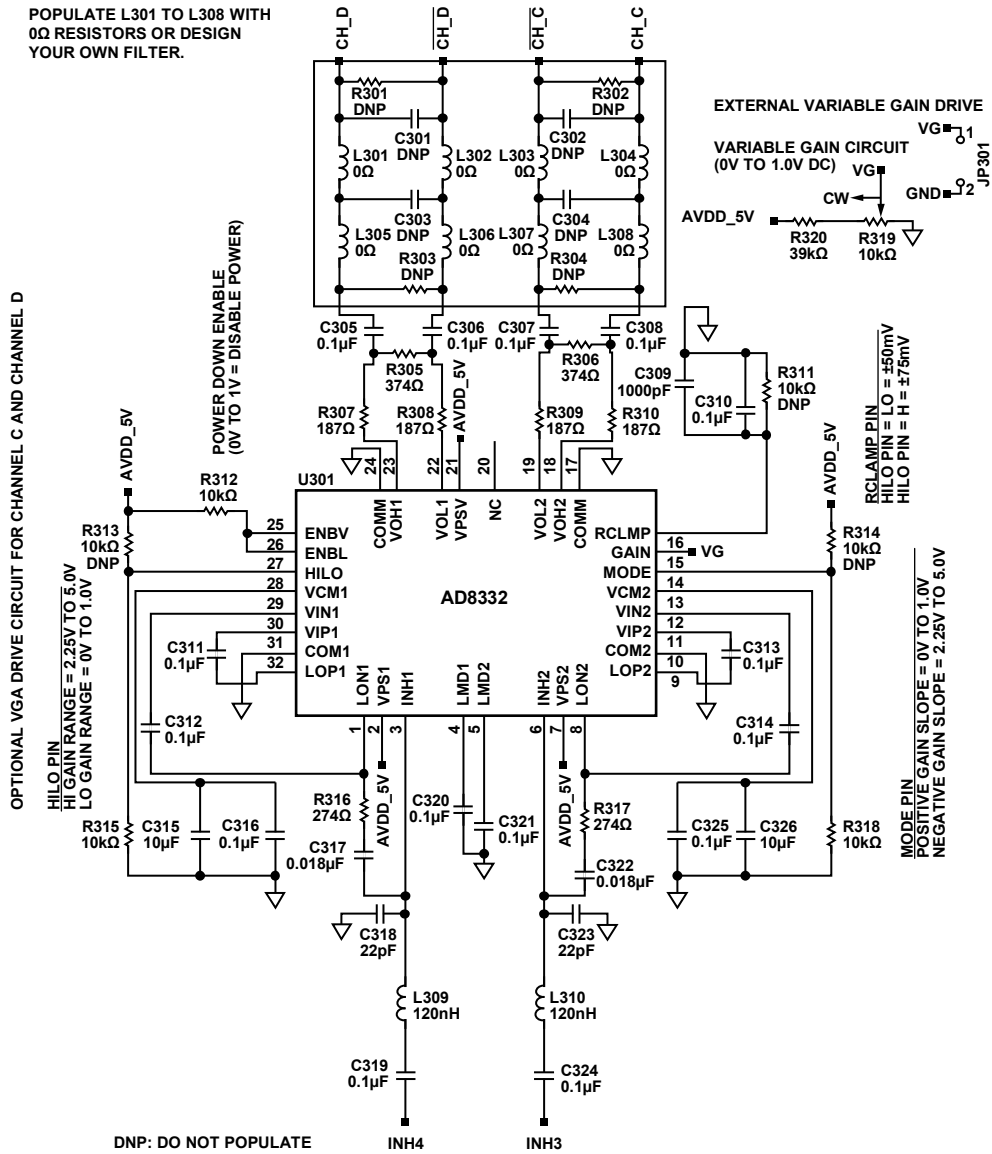 POPULATE L301 TO L308 WITH
0Ω RESISTORS OR DESIGN
YOUR OWN FILTER.
CH_D
CH_D
CH_C
CH_C
R301
DNP
R302
DNP
C301
DNP
C302
DNP
L301
0Ω
L302
0Ω
L303
0Ω
L304
0Ω
C303
DNP
C304
DNP
L305
0Ω
L306
0Ω
L307
0Ω
L308
0Ω
R303
DNP
R304
DNP
EXTERNAL VARIABLE GAIN DRIVE
VG
1
JP301
GND
2
VARIABLE GAIN CIRCUIT
(0V TO 1.0V DC)
VG
CW
AVDD_5V
R320
39kΩ
R319
10kΩ
C305
0.1µF
C306
0.1µF
C307
0.1µF
C308
0.1µF
R305
374Ω
R306
374Ω
R307
187Ω
R308
187Ω
AVDD_5V
R309
187Ω
R310
187Ω
C309
1000pF
C310
0.1µF
R311
10kΩ
DNP
RCLAMP PIN
HILO PIN = LO = ±50mV
HILO PIN = H = ±75mV
OPTIONAL VGA DRIVE CIRCUIT FOR CHANNEL C AND CHANNEL D
POWER DOWN ENABLE
(0V TO 1V = DISABLE POWER)
AVDD_5V
R312
10kΩ
R313
10kΩ
DNP
AVDD_5V
R314
10kΩ
DNP
U301
24
23
22
21
20
19
18
17
COMM
VOH1
VOL1
VPSV
NC
VOL2
VOH2
COMM
25
ENBV
26
ENBL
27
HILO
28
VCM1
29
VIN1
30
VIP1
31
COM1
32
LOP1
AD8332
RCLMP
16
GAIN
VG
15
MODE
14
VCM2
13
VIN2
12
VIP2
11
COM2
10
LOP2
9
LON1
VPS1
INH1
LMD1
LMD2
INH2
VPS2
LON2
1
2
3
4
5
6
7
8
HILO PIN
HI GAIN RANGE = 2.25V TO 5.0V
LO GAIN RANGE = 0V TO 1.0V
C311
0.1µF
C312
0.1µF
C313
0.1µF
C314
0.1µF
MODE PIN
POSITIVE GAIN SLOPE = 0V TO 1.0V
NEGATIVE GAIN SLOPE = 2.25V TO 5.0V
R315
10kΩ
C315
10µF
C316
0.1µF
R316
274Ω
AVDD_5V
C317
0.018µF
C320
0.1µF
C321
0.1µF
AVDD_5V
R317
274Ω
C322
0.018µF
C325
0.1µF
C326
10µF
R318
10kΩ
C318
22pF
C323
22pF
L309
120nH
L310
120nH
C319
0.1µF
C324
0.1µF
DNP: DO NOT POPULATE
INH4
INH3